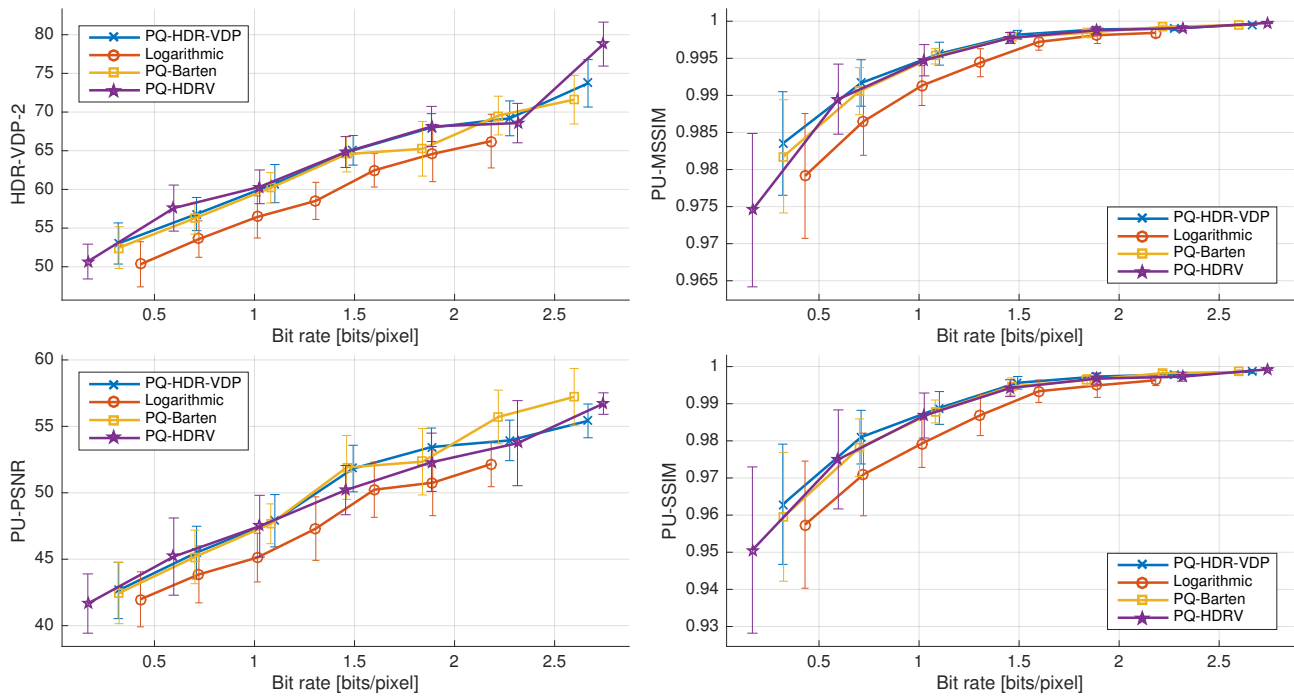 HDR-VDP-2
80
75
70
65
60
55
50
PQ-HDR-VDP
Logarithmic
PQ-Barten
PQ-HDRV
0.5 1 1.5 2 2.5
Bit rate [bits/pixel]
PU-MSSIM
1
0.995
0.99
0.985
0.98
0.975
0.97
0.965
PQ-HDR-VDP
Logarithmic
PQ-Barten
PQ-HDRV
0.5 1 1.5 2 2.5
Bit rate [bits/pixel]
PU-PSNR
60
55
50
45
40
PQ-HDR-VDP
Logarithmic
PQ-Barten
PQ-HDRV
0.5 1 1.5 2 2.5
Bit rate [bits/pixel]
PU-SSIM
1
0.99
0.98
0.97
0.96
0.95
0.94
0.93
PQ-HDR-VDP
Logarithmic
PQ-Barten
PQ-HDRV
0.5 1 1.5 2 2.5
Bit rate [bits/pixel]